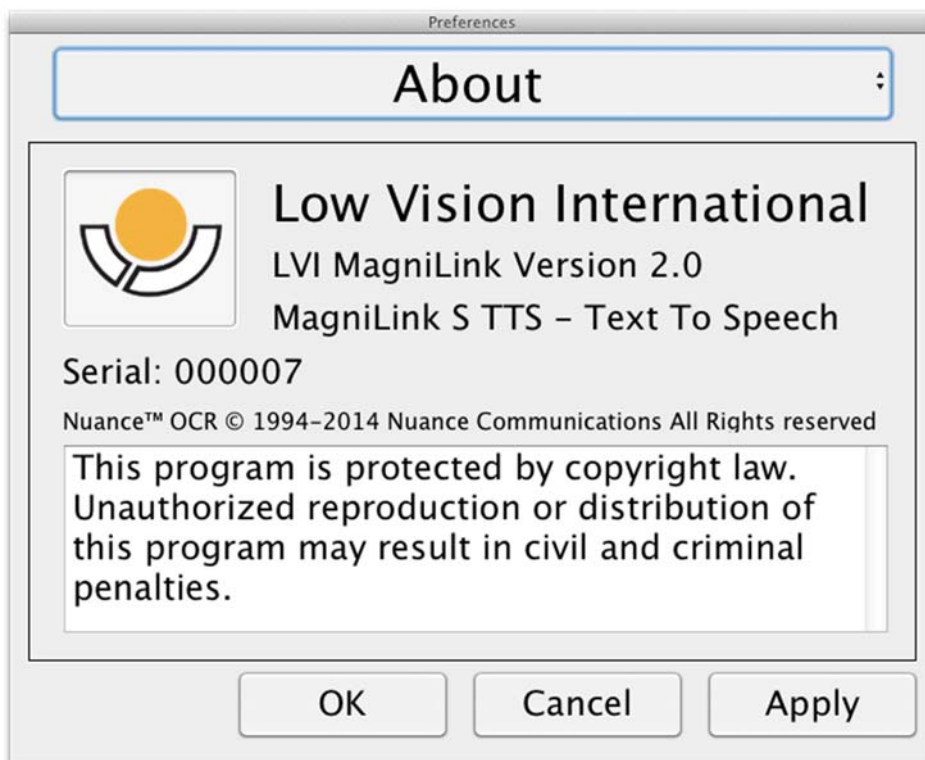 Preferences
About
Low Vision International
LVI MagniLink Version 2.0
MagniLink S TTS – Text To Speech
Serial: 000007
Nuance™ OCR © 1994–2014 Nuance Communications All Rights reserved
This program is protected by copyright law.
Unauthorized reproduction or distribution of
this program may result in civil and criminal
penalties.
OK Cancel Apply